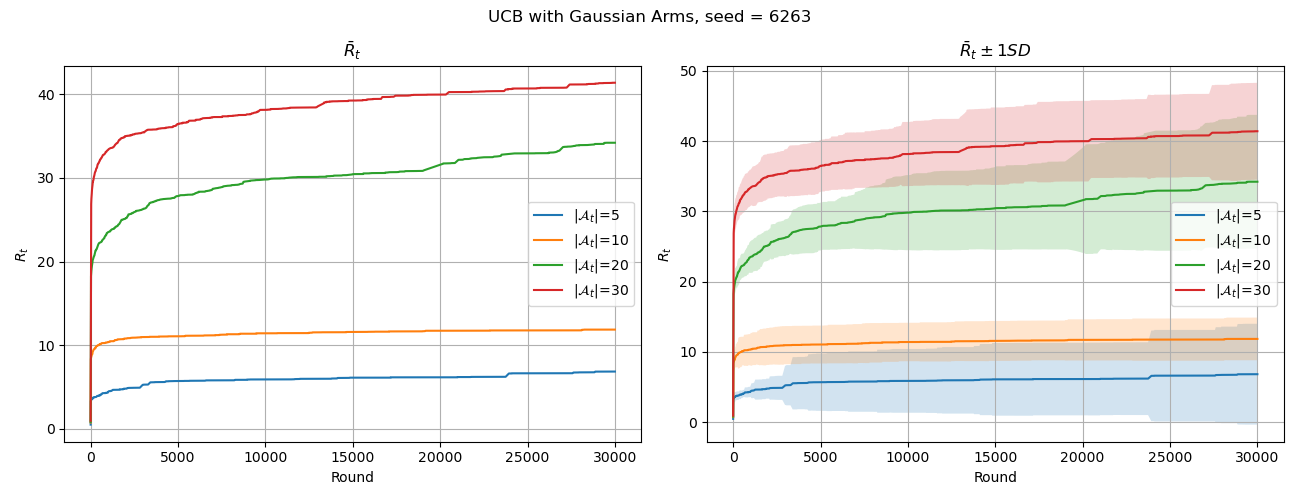 UCB with Gaussian Arms, seed = 6263
R̄ₜ
40
30
20
10
0
Rₜ
0 5000 10000 15000 20000 25000 30000
Round
|𝒜ₜ|=5
|𝒜ₜ|=10
|𝒜ₜ|=20
|𝒜ₜ|=30
R̄ₜ ± 1SD
50
40
30
20
10
0
Rₜ
0 5000 10000 15000 20000 25000 30000
Round
|𝒜ₜ|=5
|𝒜ₜ|=10
|𝒜ₜ|=20
|𝒜ₜ|=30